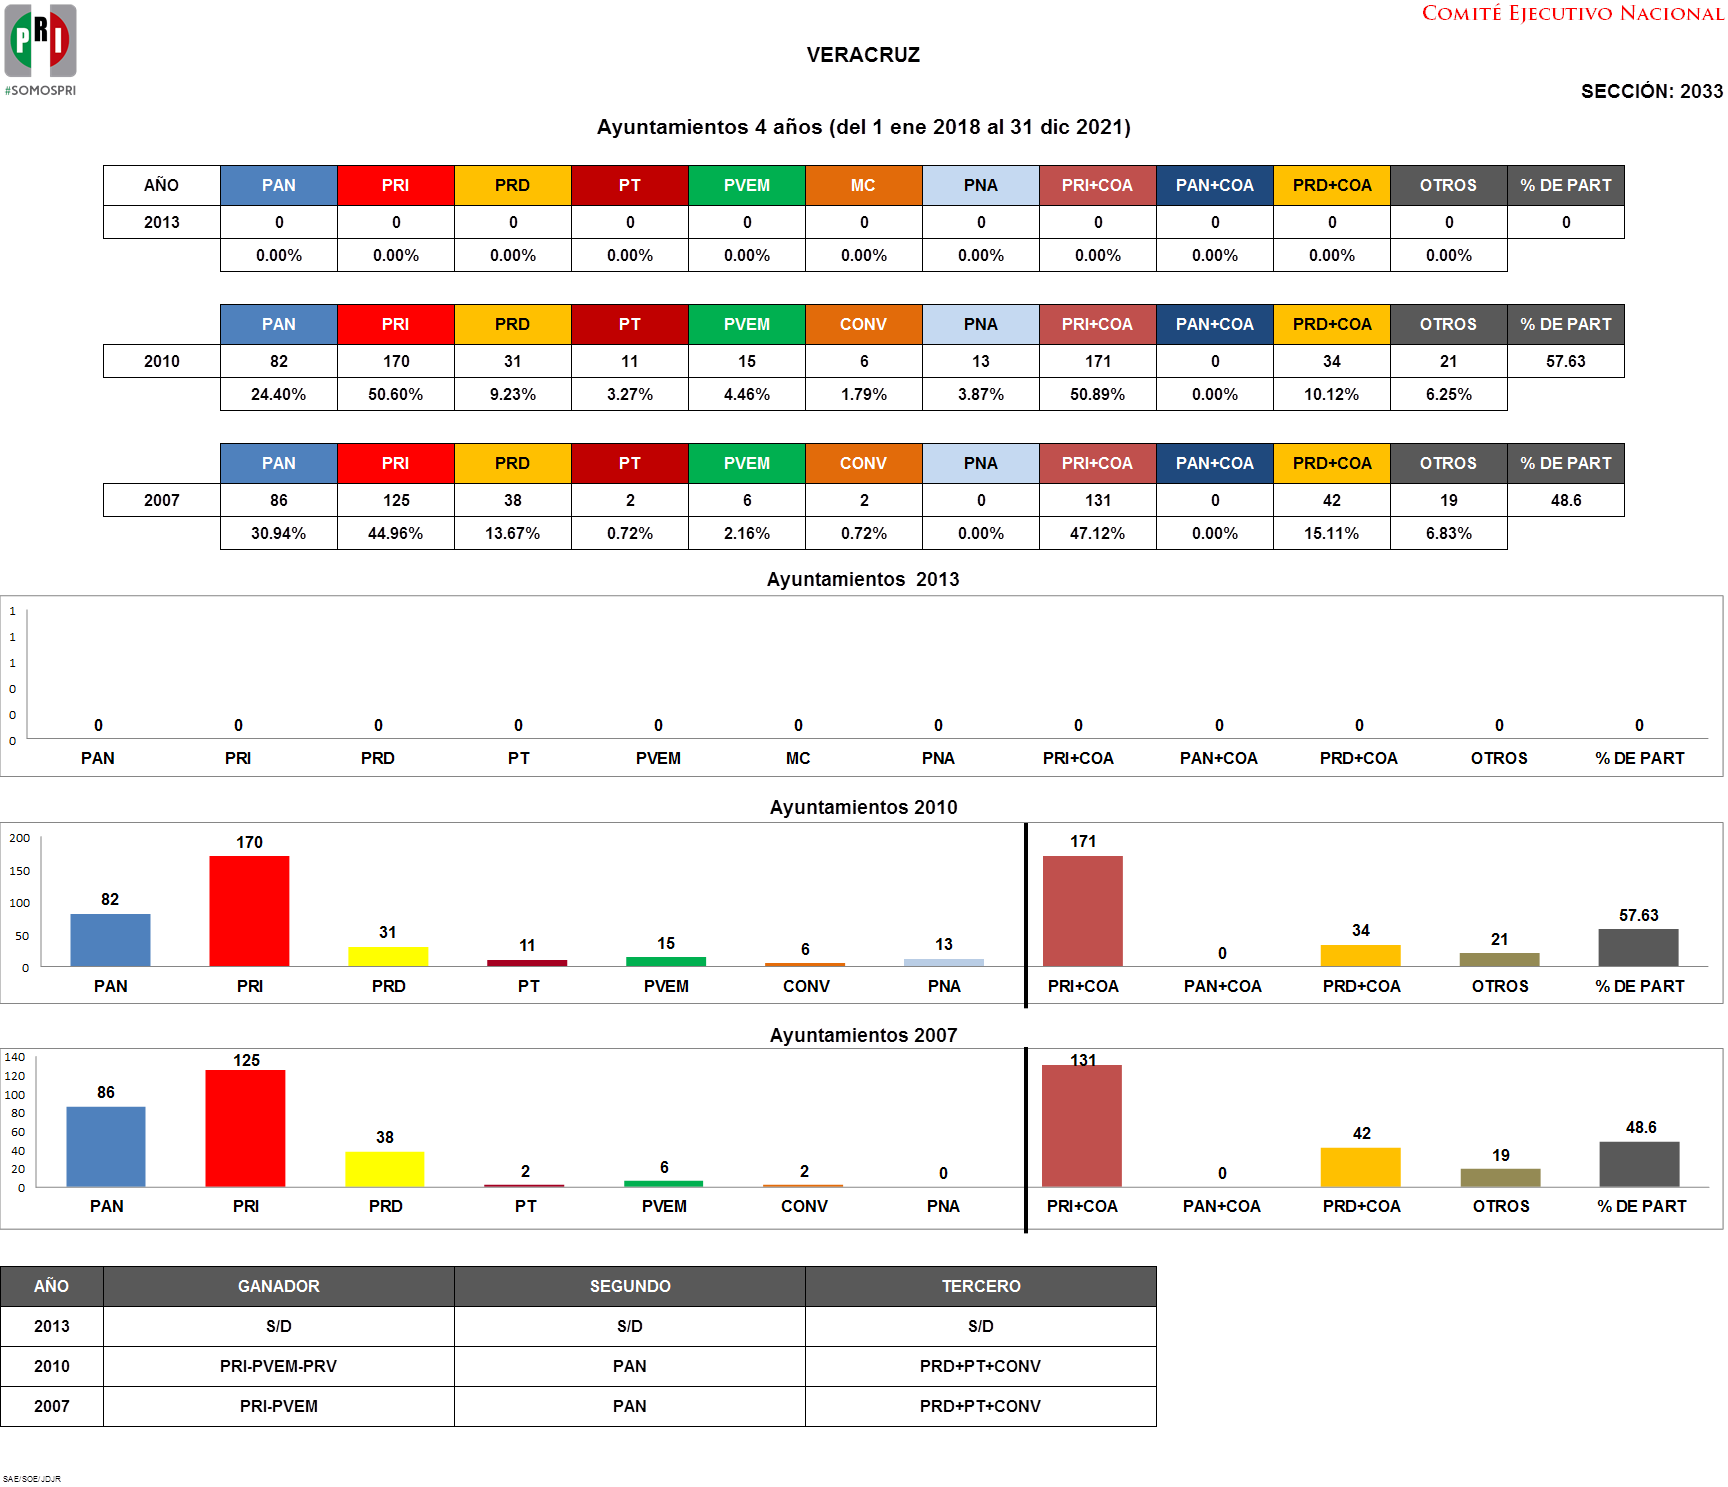 PRI
#SOMOSPRI
COMITÉ EJECUTIVO NACIONAL
VERACRUZ
SECCIÓN: 2033
Ayuntamientos 4 años (del 1 ene 2018 al 31 dic 2021)
AÑO PAN PRI PRD PT PVEM MC PNA PRI+COA PAN+COA PRD+COA OTROS % DE PART
2013 0 0 0 0 0 0 0 0 0 0 0 0
0.00% 0.00% 0.00% 0.00% 0.00% 0.00% 0.00% 0.00% 0.00% 0.00% 0.00%
PAN PRI PRD PT PVEM CONV PNA PRI+COA PAN+COA PRD+COA OTROS % DE PART
2010 82 170 31 11 15 6 13 171 0 34 21 57.63
24.40% 50.60% 9.23% 3.27% 4.46% 1.79% 3.87% 50.89% 0.00% 10.12% 6.25%
PAN PRI PRD PT PVEM CONV PNA PRI+COA PAN+COA PRD+COA OTROS % DE PART
2007 86 125 38 2 6 2 0 131 0 42 19 48.6
30.94% 44.96% 13.67% 0.72% 2.16% 0.72% 0.00% 47.12% 0.00% 15.11% 6.83%
Ayuntamientos 2013
1
1
1
0
0
0
0 0 0 0 0 0 0 0 0 0 0 0
PAN PRI PRD PT PVEM MC PNA PRI+COA PAN+COA PRD+COA OTROS % DE PART
Ayuntamientos 2010
200
150
100
50
0
82 170 31 11 15 6 13 171 0 34 21 57.63
PAN PRI PRD PT PVEM CONV PNA PRI+COA PAN+COA PRD+COA OTROS % DE PART
Ayuntamientos 2007
140
120
100
80
60
40
20
0
86 125 38 2 6 2 0 131 0 42 19 48.6
PAN PRI PRD PT PVEM CONV PNA PRI+COA PAN+COA PRD+COA OTROS % DE PART
AÑO GANADOR SEGUNDO TERCERO
2013 S/D S/D S/D
2010 PRI-PVEM-PRV PAN PRD+PT+CONV
2007 PRI-PVEM PAN PRD+PT+CONV
SAE/SOE/JDJR